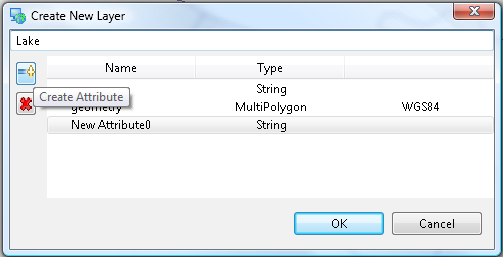 Create New Layer
Lake
Name Type
String
Create Attribute
geometry MultiPolygon WGS84
New Attribute0 String
OK Cancel